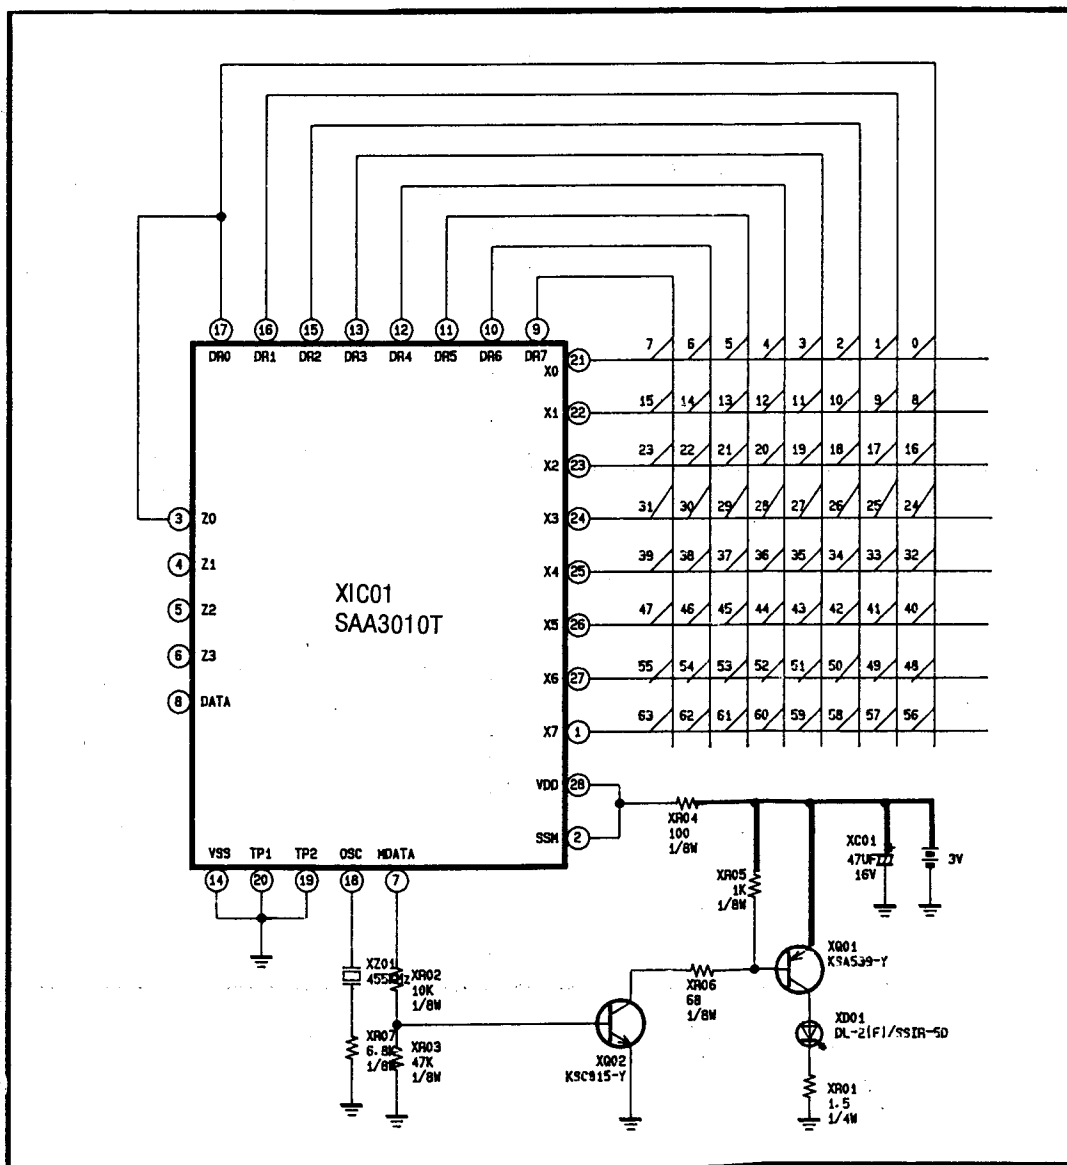 17 16 15 13 12 11 10 9
DR0 DR1 DR2 DR3 DR4 DR5 DR6 DR7
X0 21 7 6 5 4 3 2 1 0
X1 22 15 14 13 12 11 10 9 8
X2 23 23 22 21 20 19 18 17 16
3 Z0 X3 24 31 30 29 28 27 26 25 24
4 Z1 X4 25 39 38 37 36 35 34 33 32
XIC01
SAA3010T
5 Z2 X5 26 47 46 45 44 43 42 41 40
6 Z3 X6 27 55 54 53 52 51 50 49 48
8 DATA X7 1 63 62 61 60 59 58 57 56
VDD 28
SSM 2
VSS TP1 TP2 OSC MDATA
14 20 19 18 7
XR04
100
1/8W
XC01
47UF
16V
3V
XR05
1K
1/8W
XQ01
KSA539-Y
XZ01
455KHz
XR02
10K
1/8W
XR06
68
1/8W
XD01
DL-2(F)/SSIR-5D
XR07
6.8K
1/8W
XR03
47K
1/8W
XQ02
KSC815-Y
XR01
1.5
1/4W